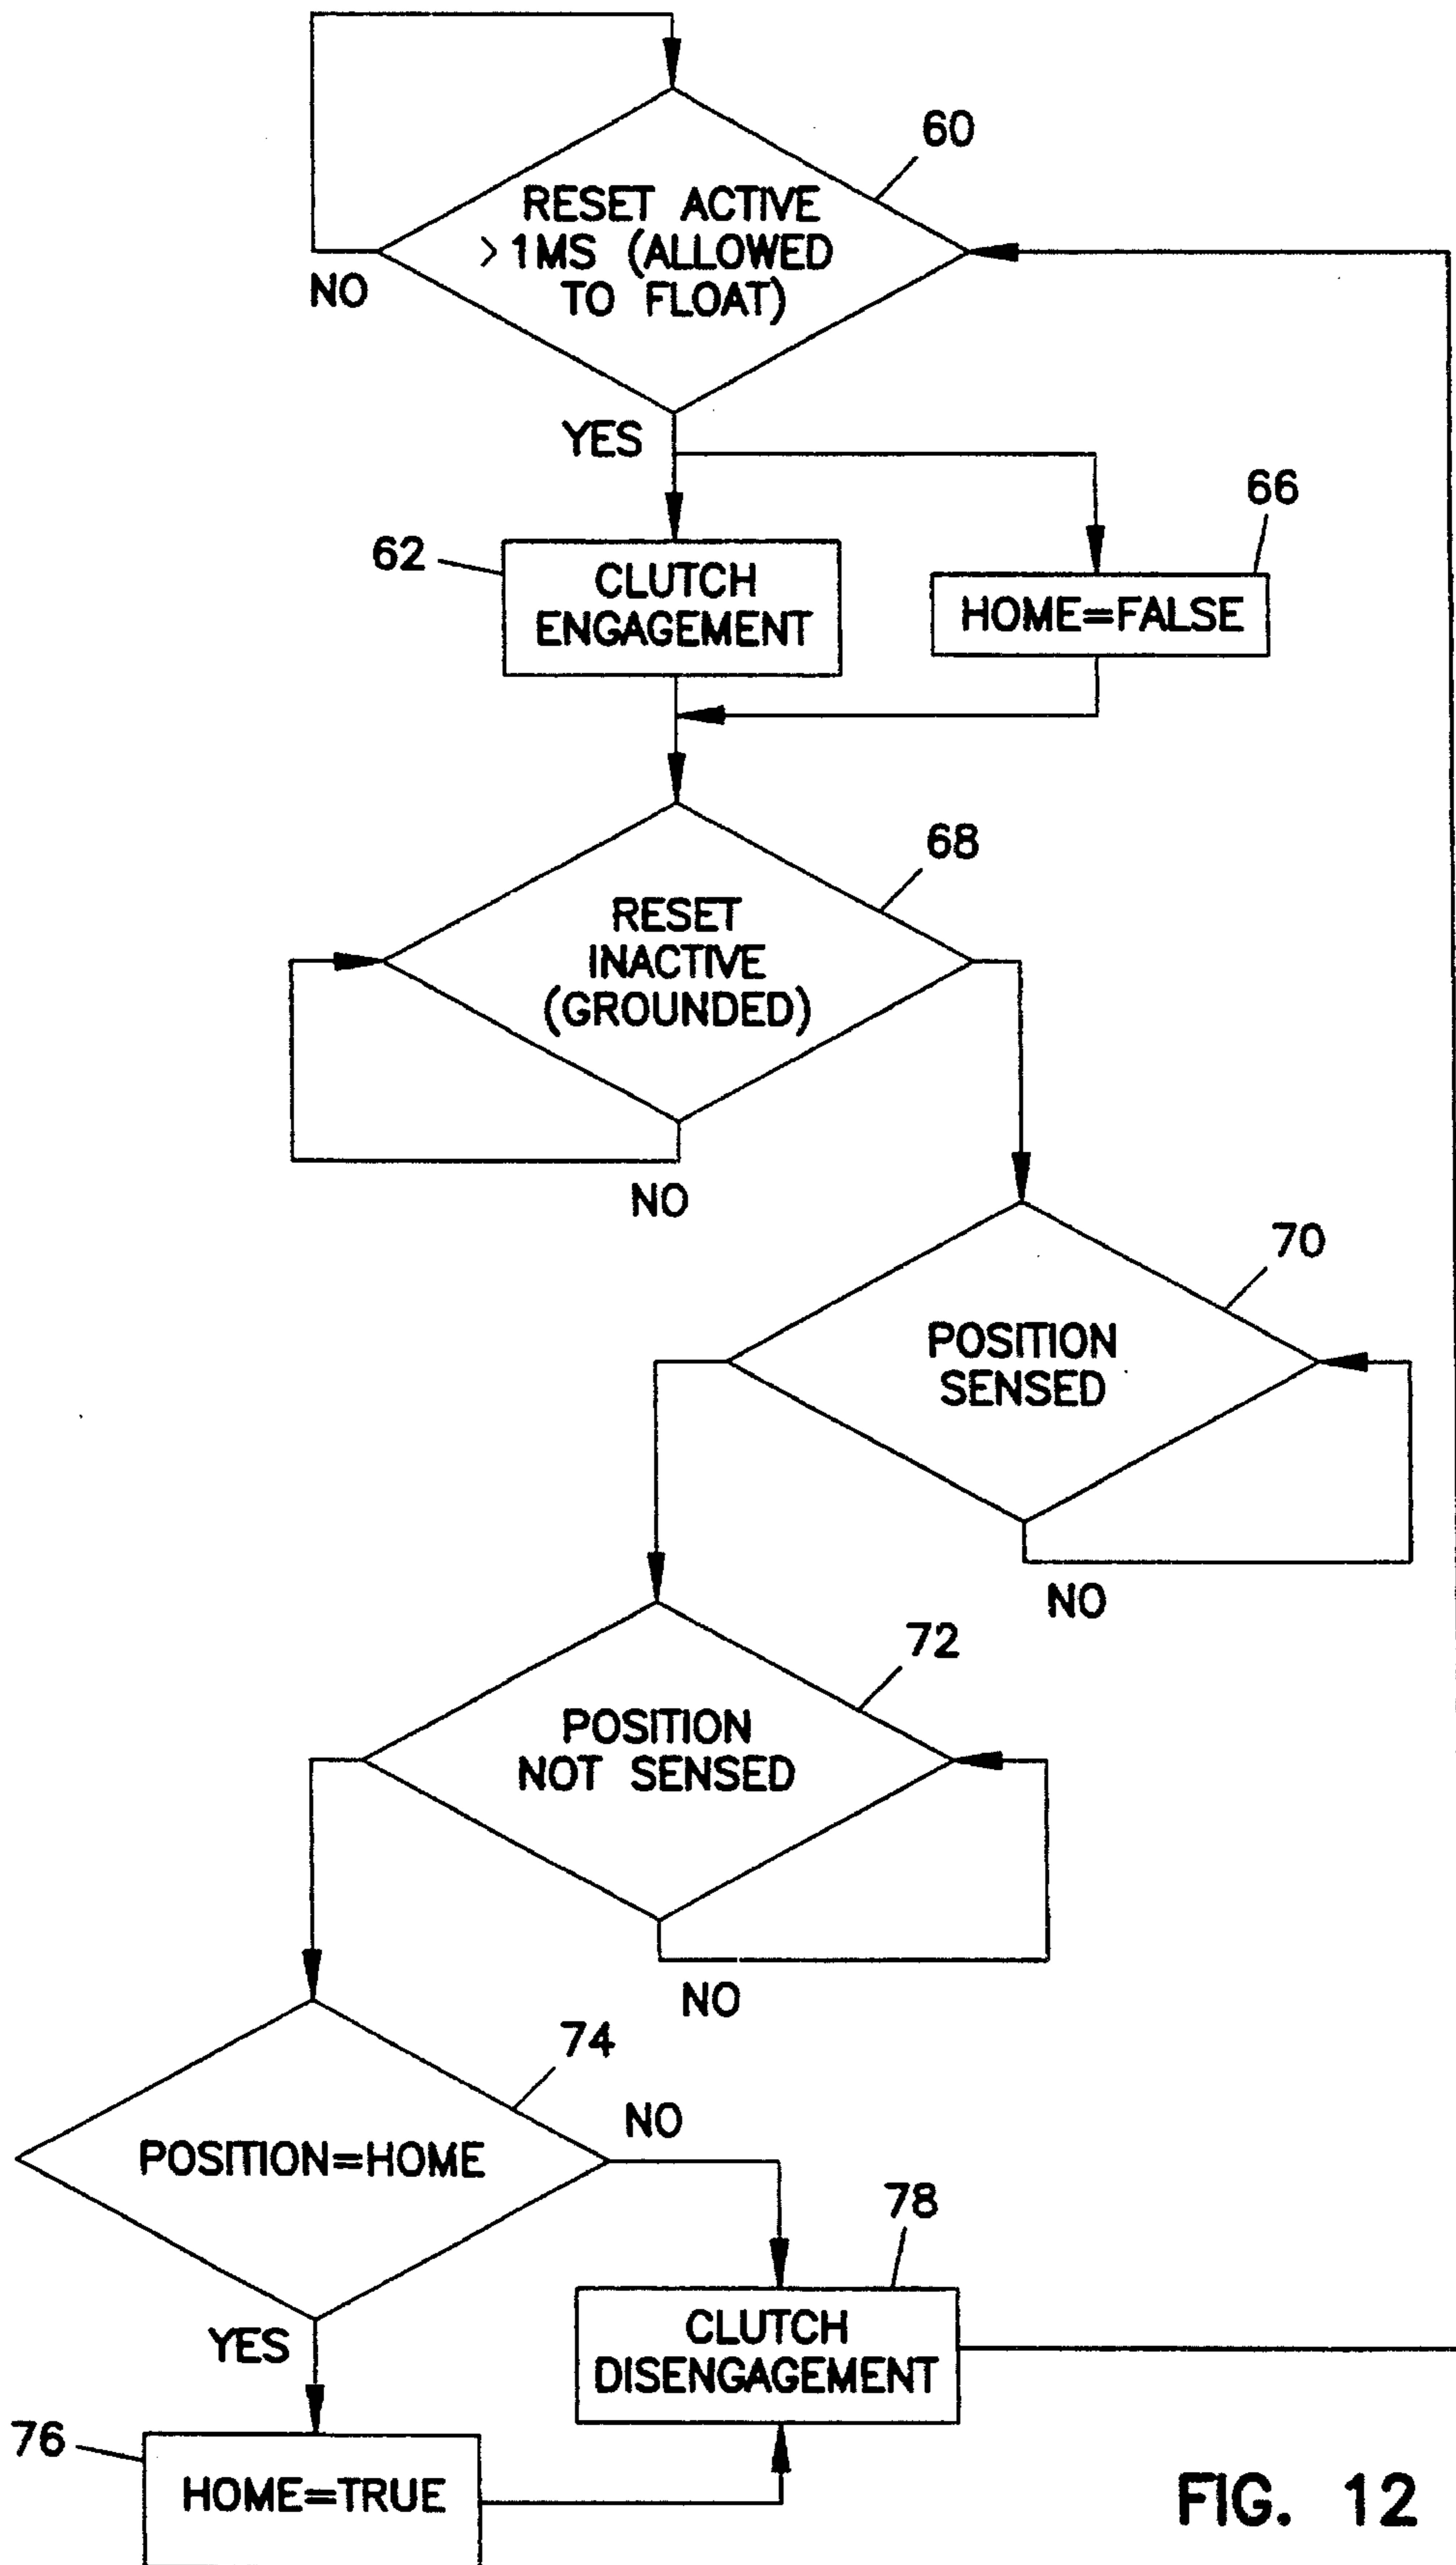 60
RESET ACTIVE
>1MS (ALLOWED
TO FLOAT)
NO
YES
66
62
CLUTCH
ENGAGEMENT
HOME=FALSE
68
RESET
INACTIVE
(GROUNDED)
NO
70
POSITION
SENSED
NO
72
POSITION
NOT SENSED
NO
74
NO
POSITION=HOME
78
YES
CLUTCH
DISENGAGEMENT
76
HOME=TRUE
FIG. 12